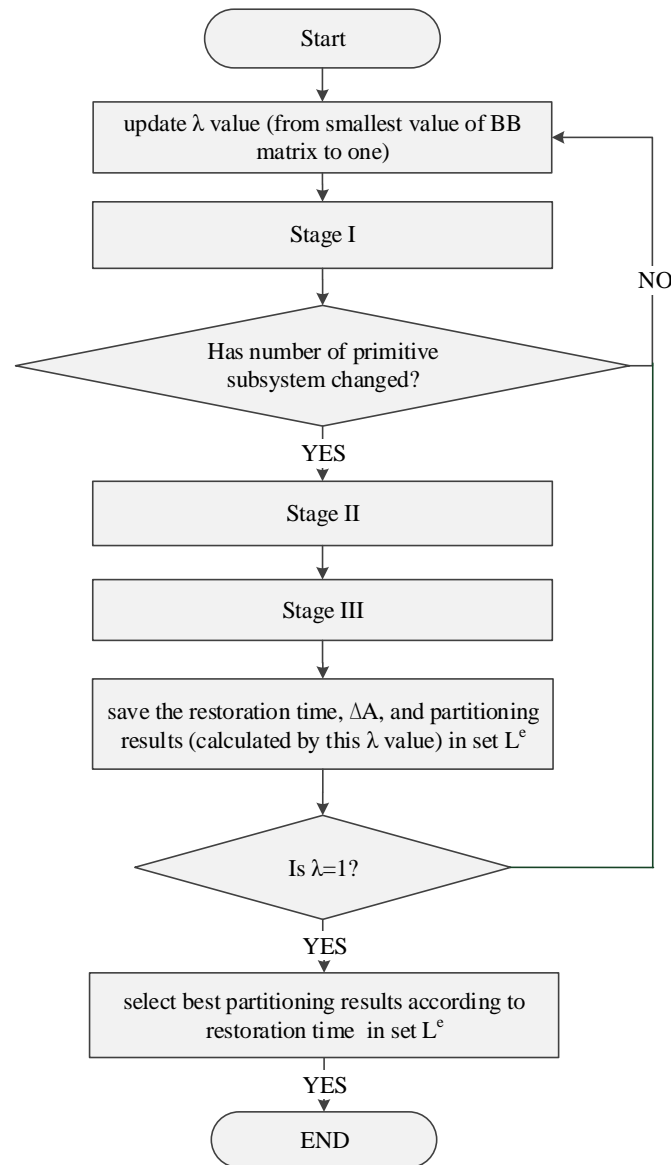 Start
update λ value (from smallest value of BB
matrix to one)
Stage I
NO
Has number of primitive
subsystem changed?
YES
Stage II
Stage III
save the restoration time, ΔA, and partitioning
results (calculated by this λ value) in set Lᵉ
Is λ=1?
YES
select best partitioning results according to
restoration time in set Lᵉ
YES
END